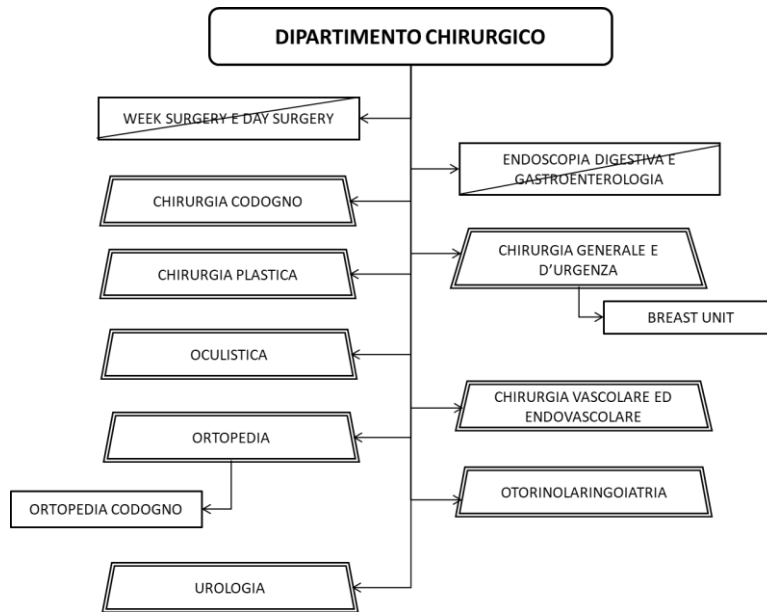 DIPARTIMENTO CHIRURGICO
WEEK SURGERY E DAY SURGERY
ENDOSCOPIA DIGESTIVA E
GASTROENTEROLOGIA
CHIRURGIA CODOGNO
CHIRURGIA GENERALE E
D'URGENZA
CHIRURGIA PLASTICA
BREAST UNIT
OCULISTICA
CHIRURGIA VASCOLARE ED
ENDOVASCOLARE
ORTOPEDIA
OTORINOLARINGOIATRIA
ORTOPEDIA CODOGNO
UROLOGIA